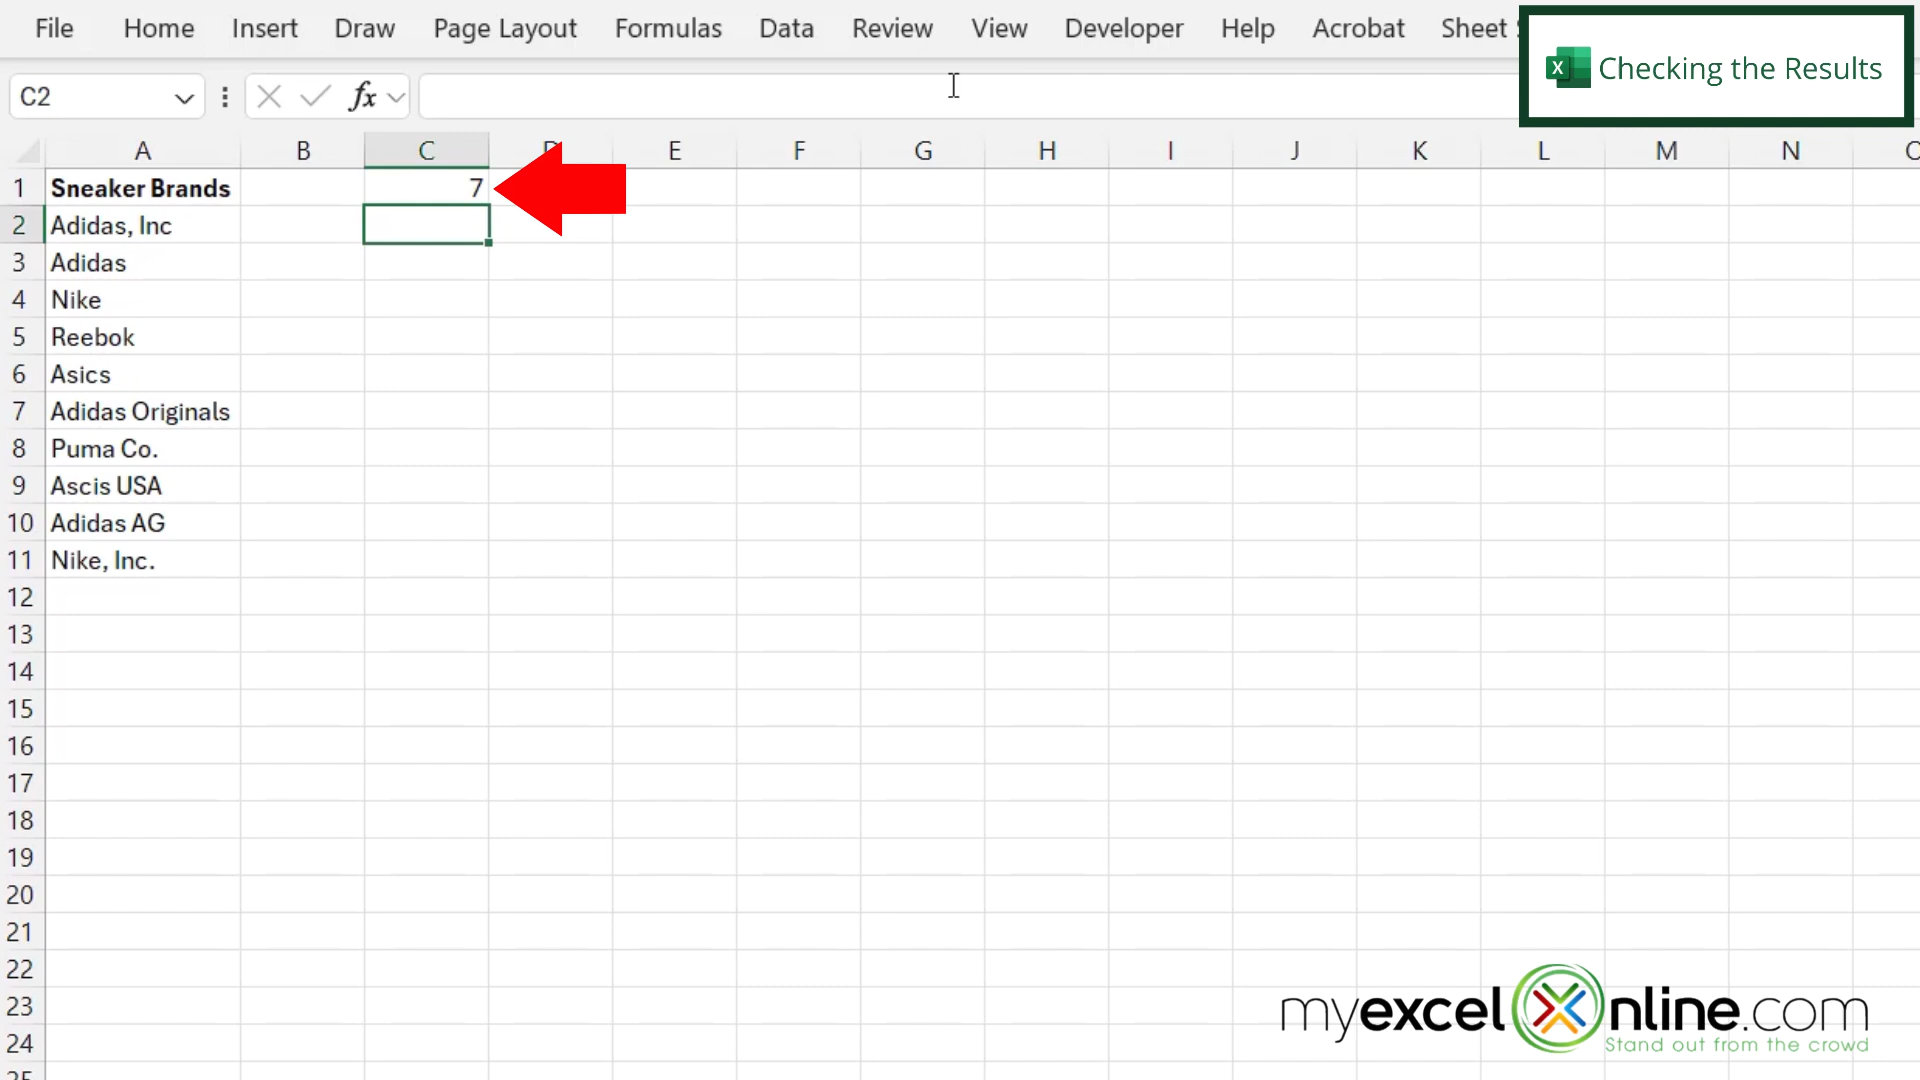 File Home Insert Draw Page Layout Formulas Data Review View Developer Help Acrobat Sheet
Checking the Results
C2 fx
A B C D E F G H I J K L M N O
1 Sneaker Brands 7
2 Adidas, Inc
3 Adidas
4 Nike
5 Reebok
6 Asics
7 Adidas Originals
8 Puma Co.
9 Ascis USA
10 Adidas AG
11 Nike, Inc.
12
13
14
15
16
17
18
19
20
21
22
23
24
25
myexcelonline.com
Stand out from the crowd